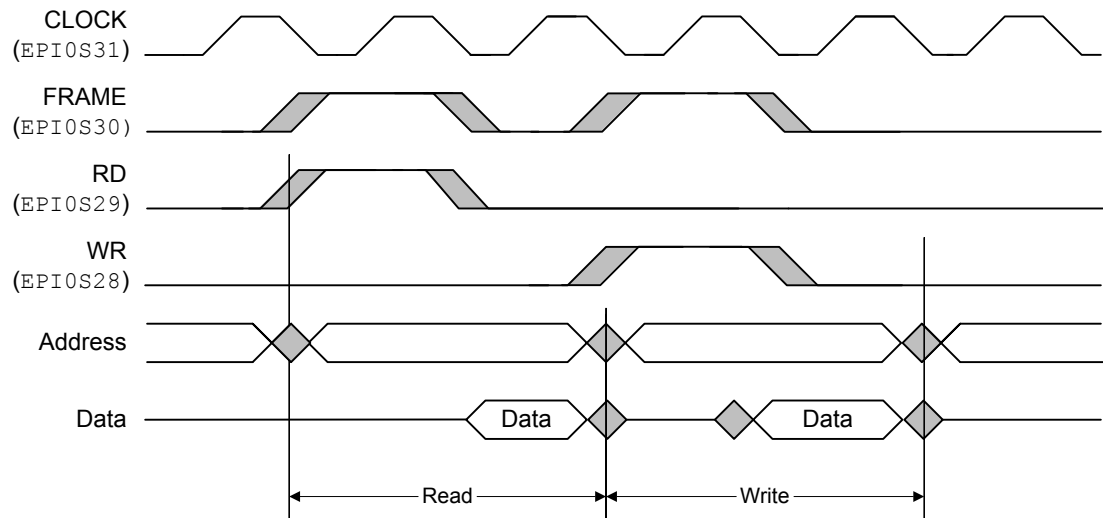 CLOCK
(EPI0S31)
FRAME
(EPI0S30)
RD
(EPI0S29)
WR
(EPI0S28)
Address
Data
Data
Data
Read
Write